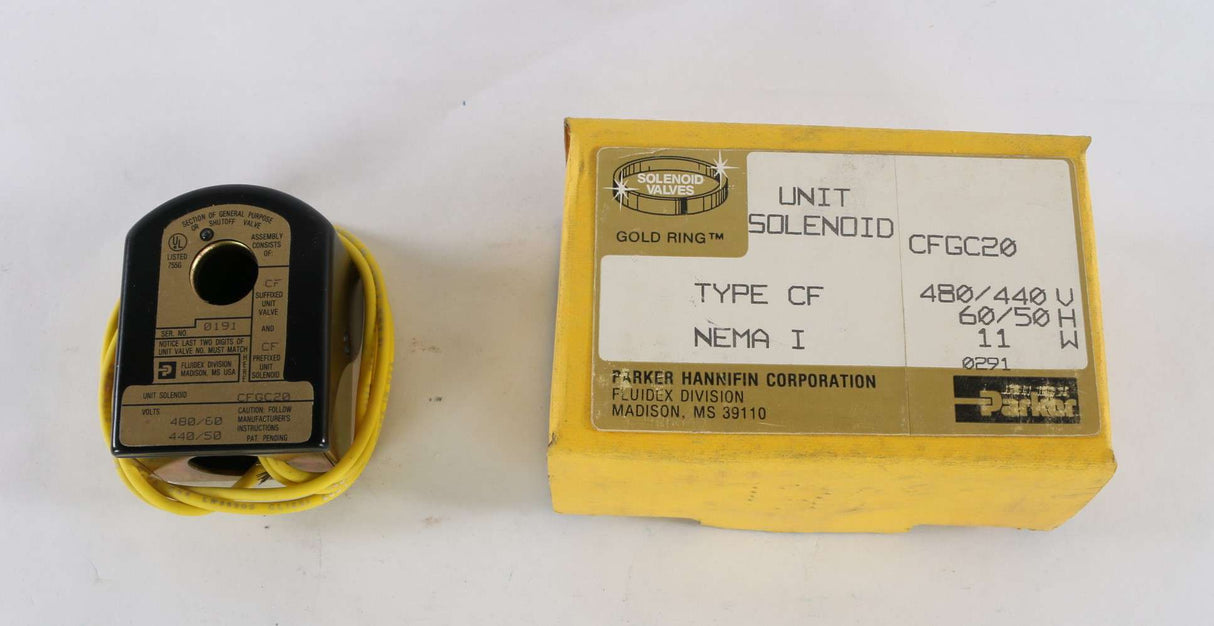 SECTION OF GENERAL PURPOSE
OR SHUTOFF VALVE
UL
LISTED
755G
ASSEMBLY
CONSISTS
OF:
CF
SUFFIXED
UNIT
VALVE
AND
CF
PREFIXED
UNIT
SOLENOID
SER. NO. 0191
NOTICE LAST TWO DIGITS OF
UNIT VALVE NO. MUST MATCH
HERE
FLUIDEX DIVISION
MADISON, MS USA
UNIT SOLENOID CFGC20
VOLTS
480/60
440/50
CAUTION: FOLLOW
MANUFACTURER'S
INSTRUCTIONS
PAT. PENDING
SOLENOID
VALVES
GOLD RING™
UNIT
SOLENOID
CFGC20
TYPE CF
480/440 V
60/50 H
NEMA I
11 W
0291
PARKER HANNIFIN CORPORATION
FLUIDEX DIVISION
MADISON, MS 39110
Parker